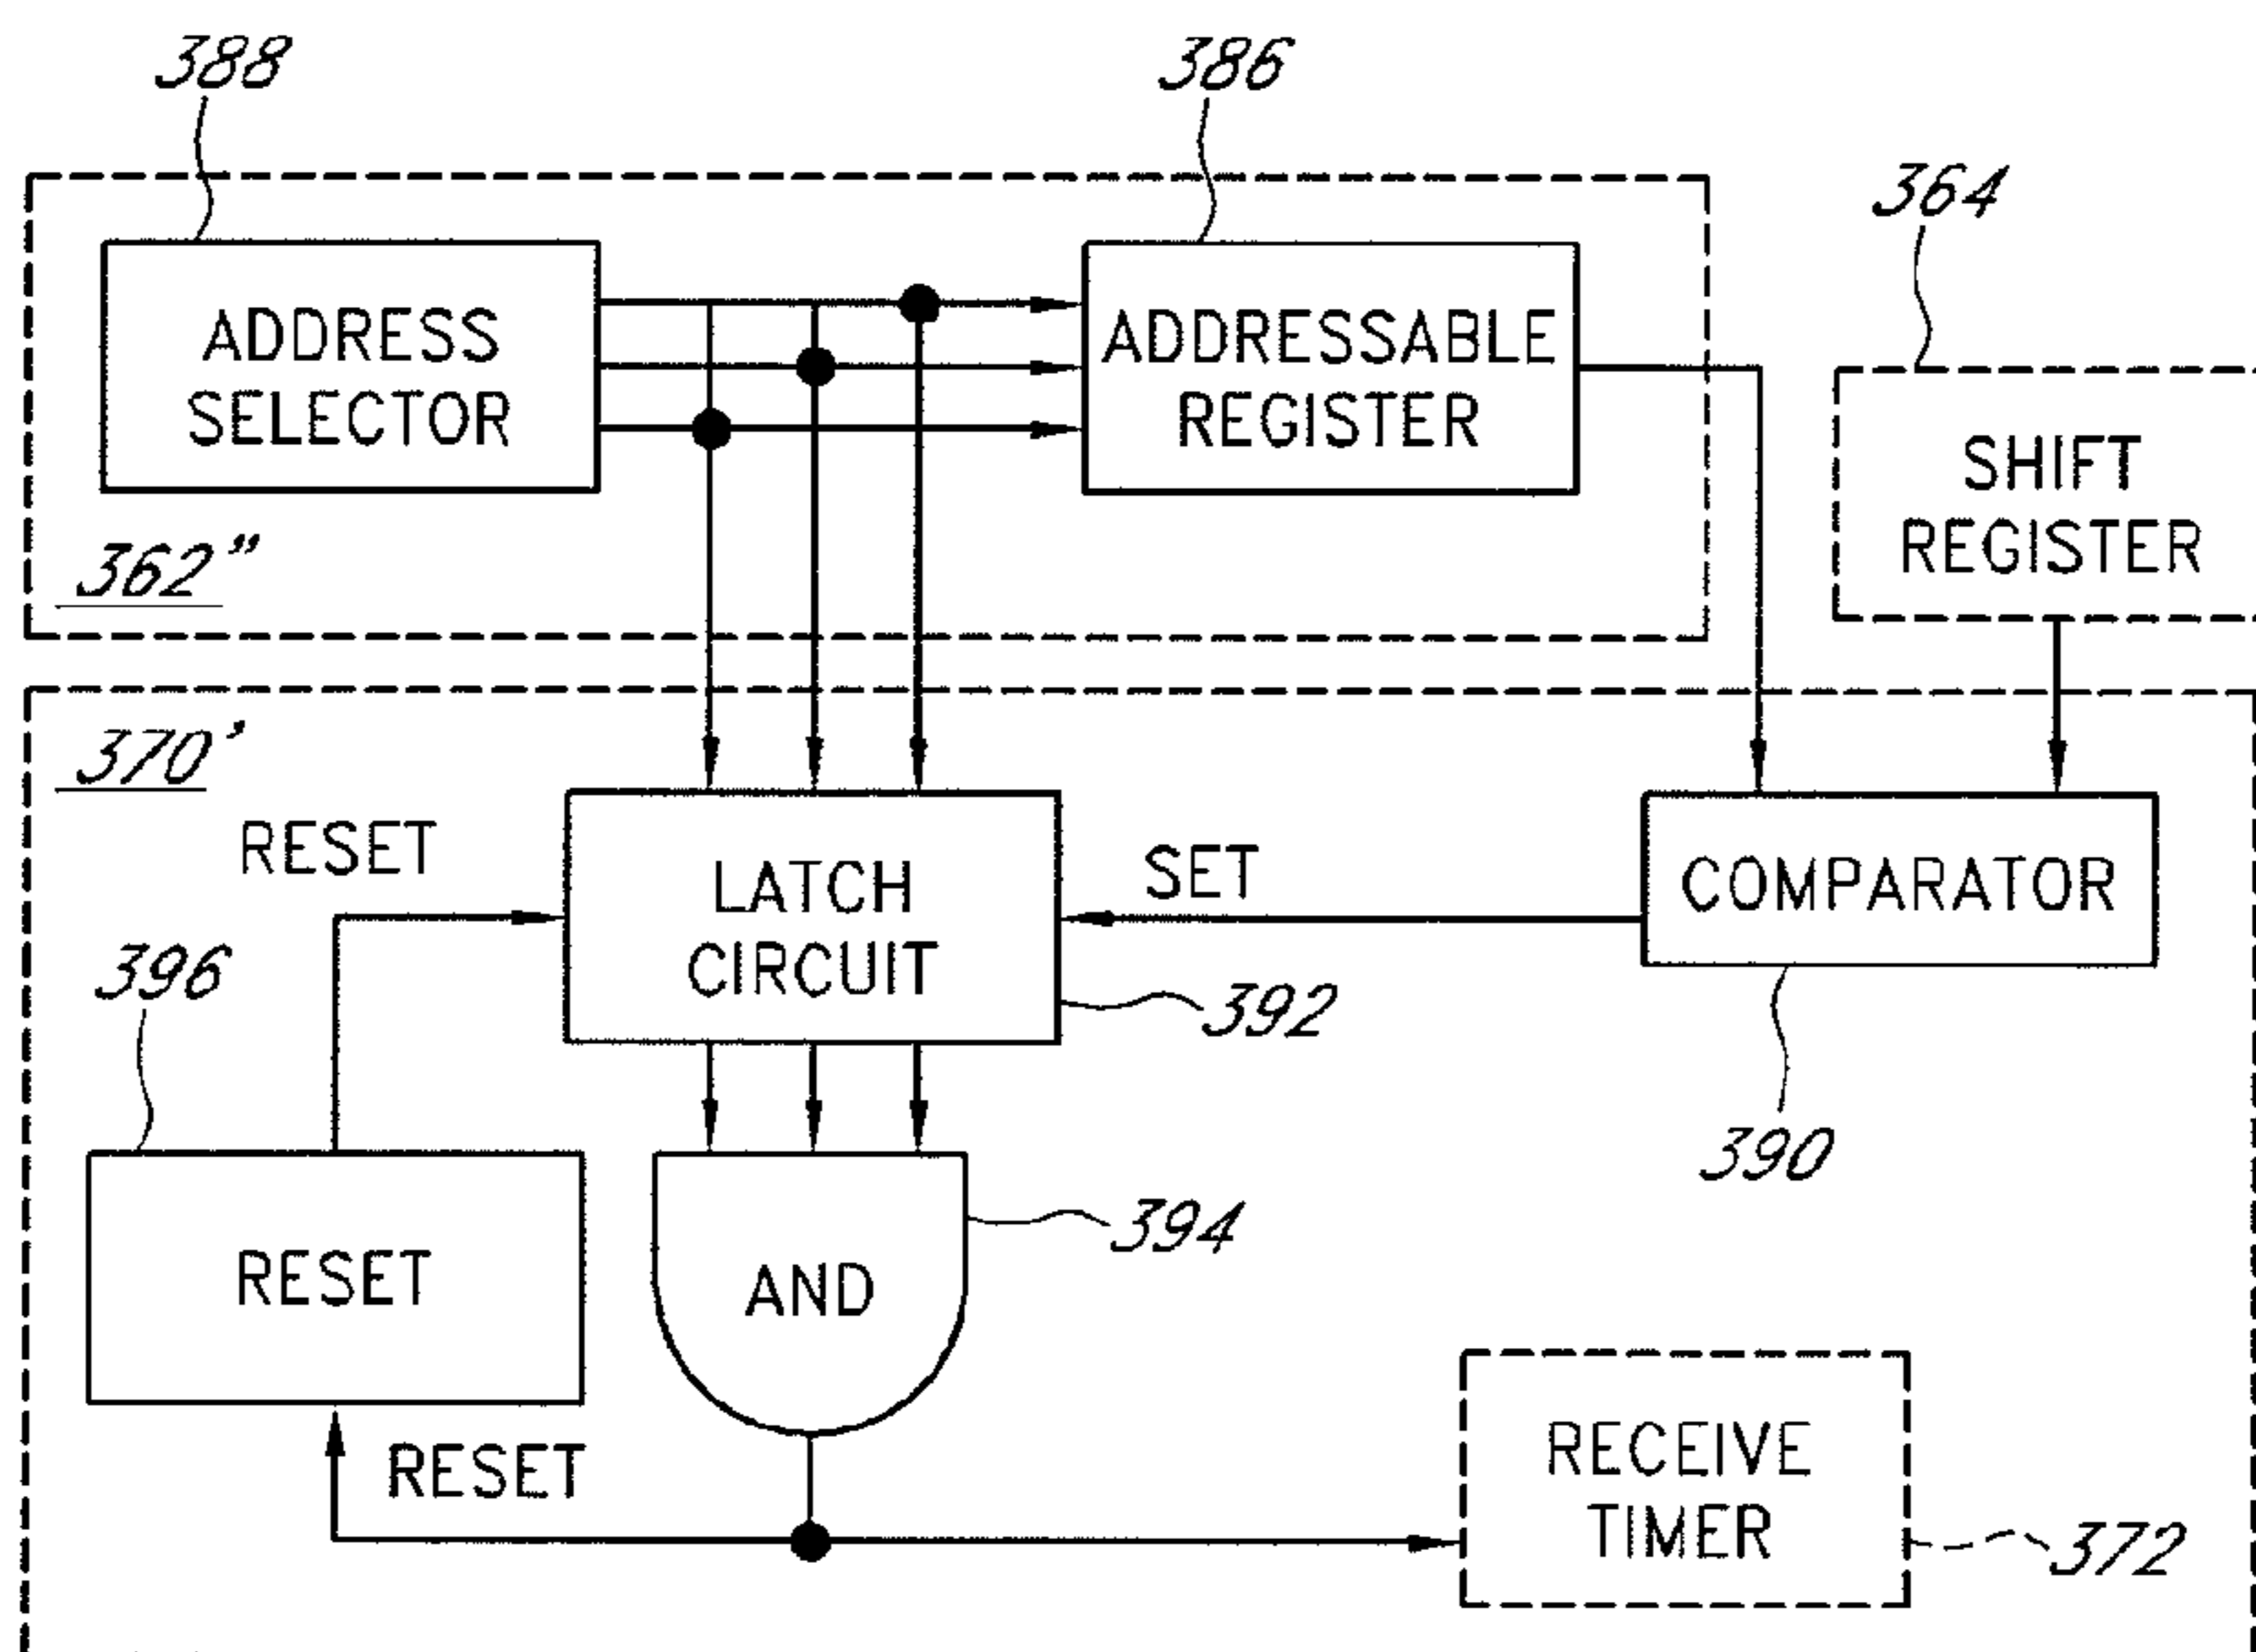 388
386
364
ADDRESS
SELECTOR
ADDRESSABLE
REGISTER
SHIFT
REGISTER
362"
370'
RESET
LATCH
CIRCUIT
SET
COMPARATOR
396
392
390
394
RESET
AND
RESET
RECEIVE
TIMER
372